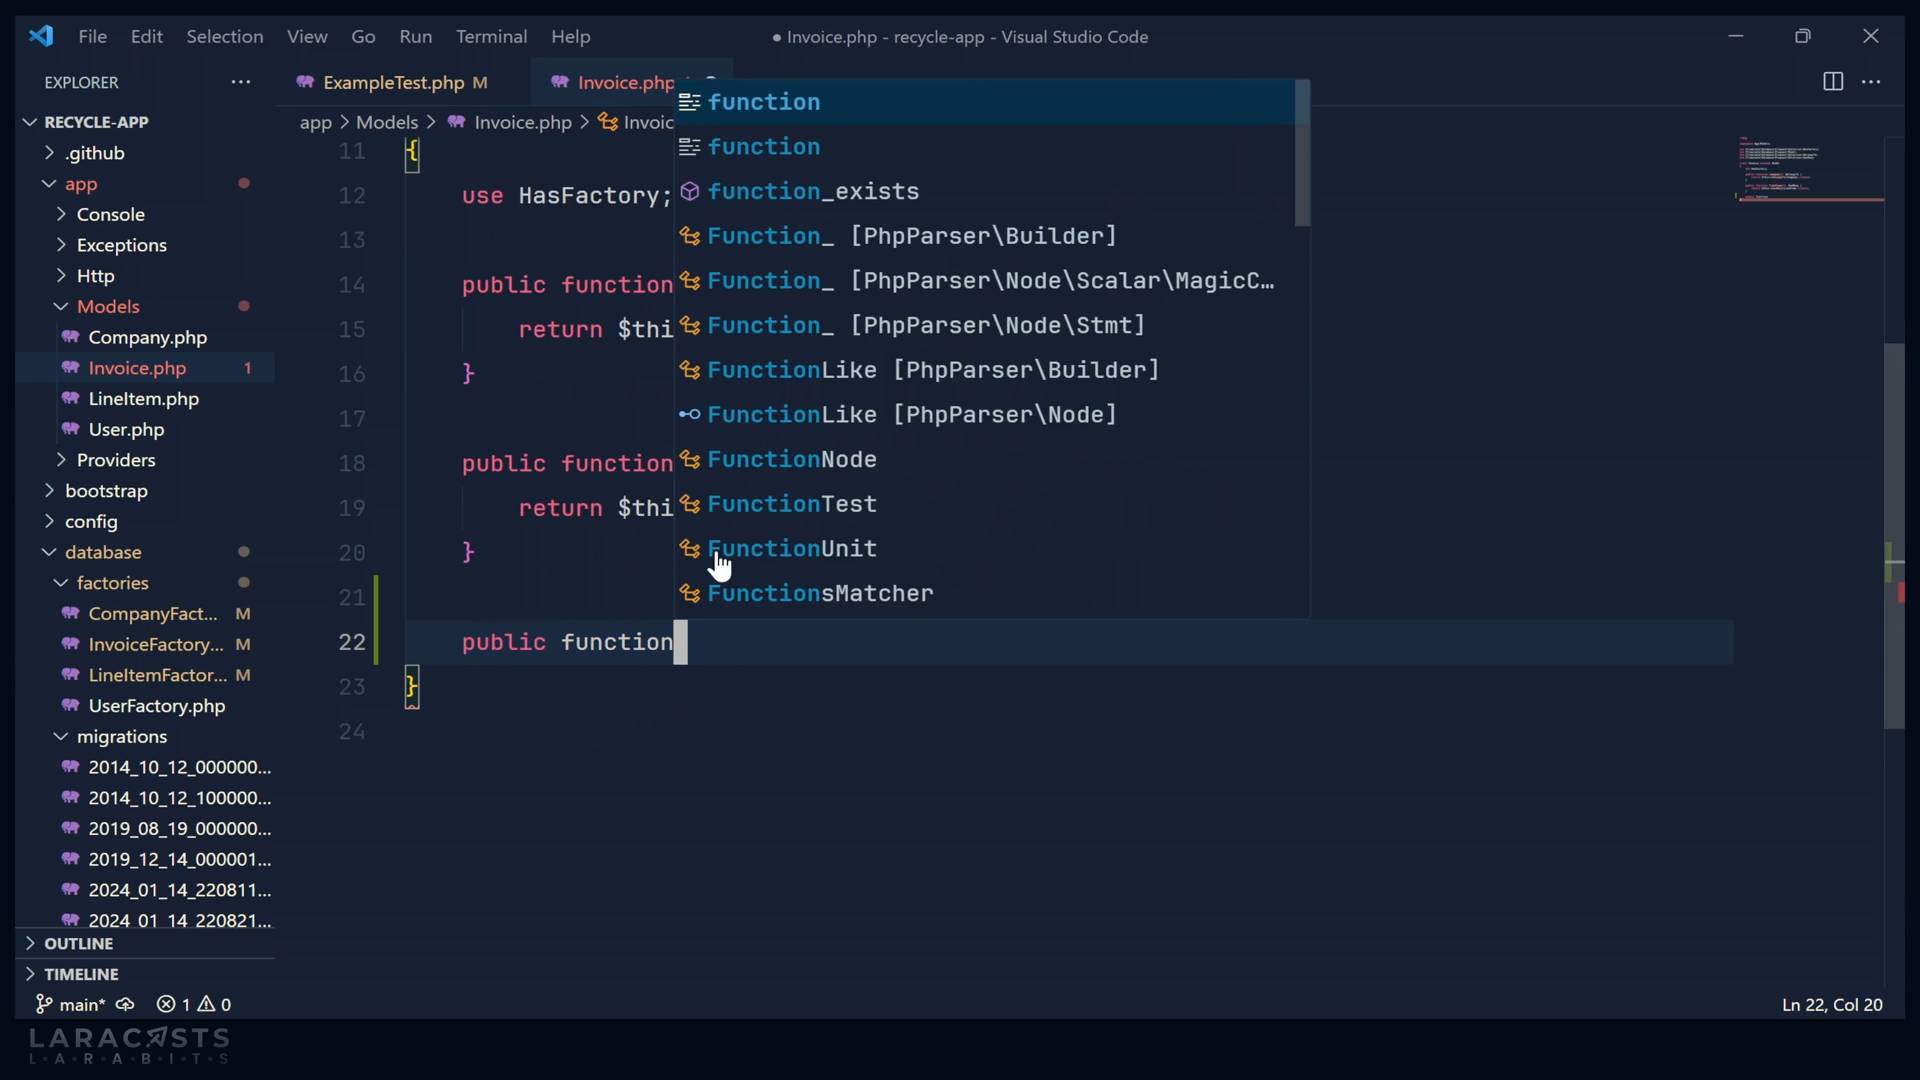 File Edit Selection View Go Run Terminal Help
● Invoice.php - recycle-app - Visual Studio Code
EXPLORER
ExampleTest.php M
Invoice.php
RECYCLE-APP
.github
app
Console
Exceptions
Http
Models
Company.php
Invoice.php 1
LineItem.php
User.php
Providers
bootstrap
config
database
factories
CompanyFact... M
InvoiceFactory... M
LineItemFactor... M
UserFactory.php
migrations
2014_10_12_000000...
2014_10_12_100000...
2019_08_19_000000...
2019_12_14_000001...
2024_01_14_220811...
2024_01_14_220821...
OUTLINE
TIMELINE
app > Models > Invoice.php > Invoic
11 {
12 use HasFactory;
13
14 public function
15 return $thi
16 }
17
18 public function
19 return $thi
20 }
21
22 public function
23 }
24
function
function
function_exists
Function_ [PhpParser\Builder]
Function_ [PhpParser\Node\Scalar\MagicC...
Function_ [PhpParser\Node\Stmt]
FunctionLike [PhpParser\Builder]
FunctionLike [PhpParser\Node]
FunctionNode
FunctionTest
FunctionUnit
FunctionsMatcher
main* 1 0
Ln 22, Col 20
LARACASTS
LARABITS